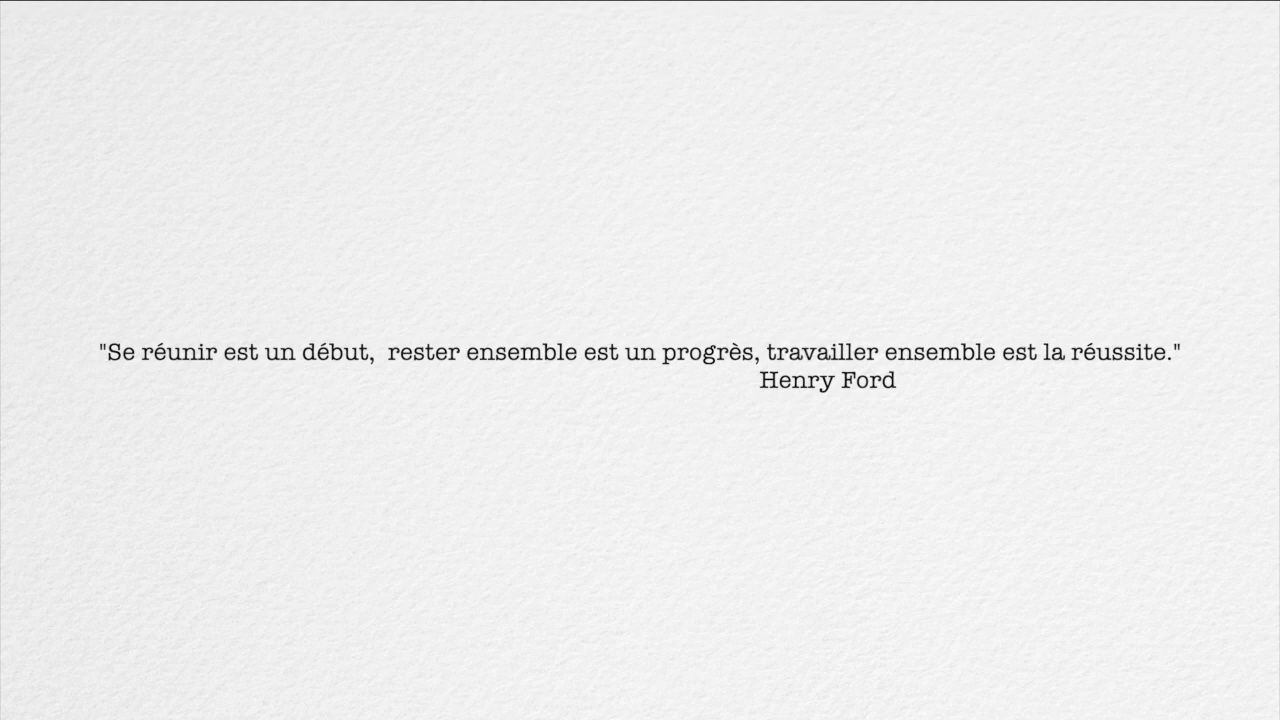 "Se réunir est un début,  rester ensemble est un progrès, travailler ensemble est la réussite."
Henry Ford